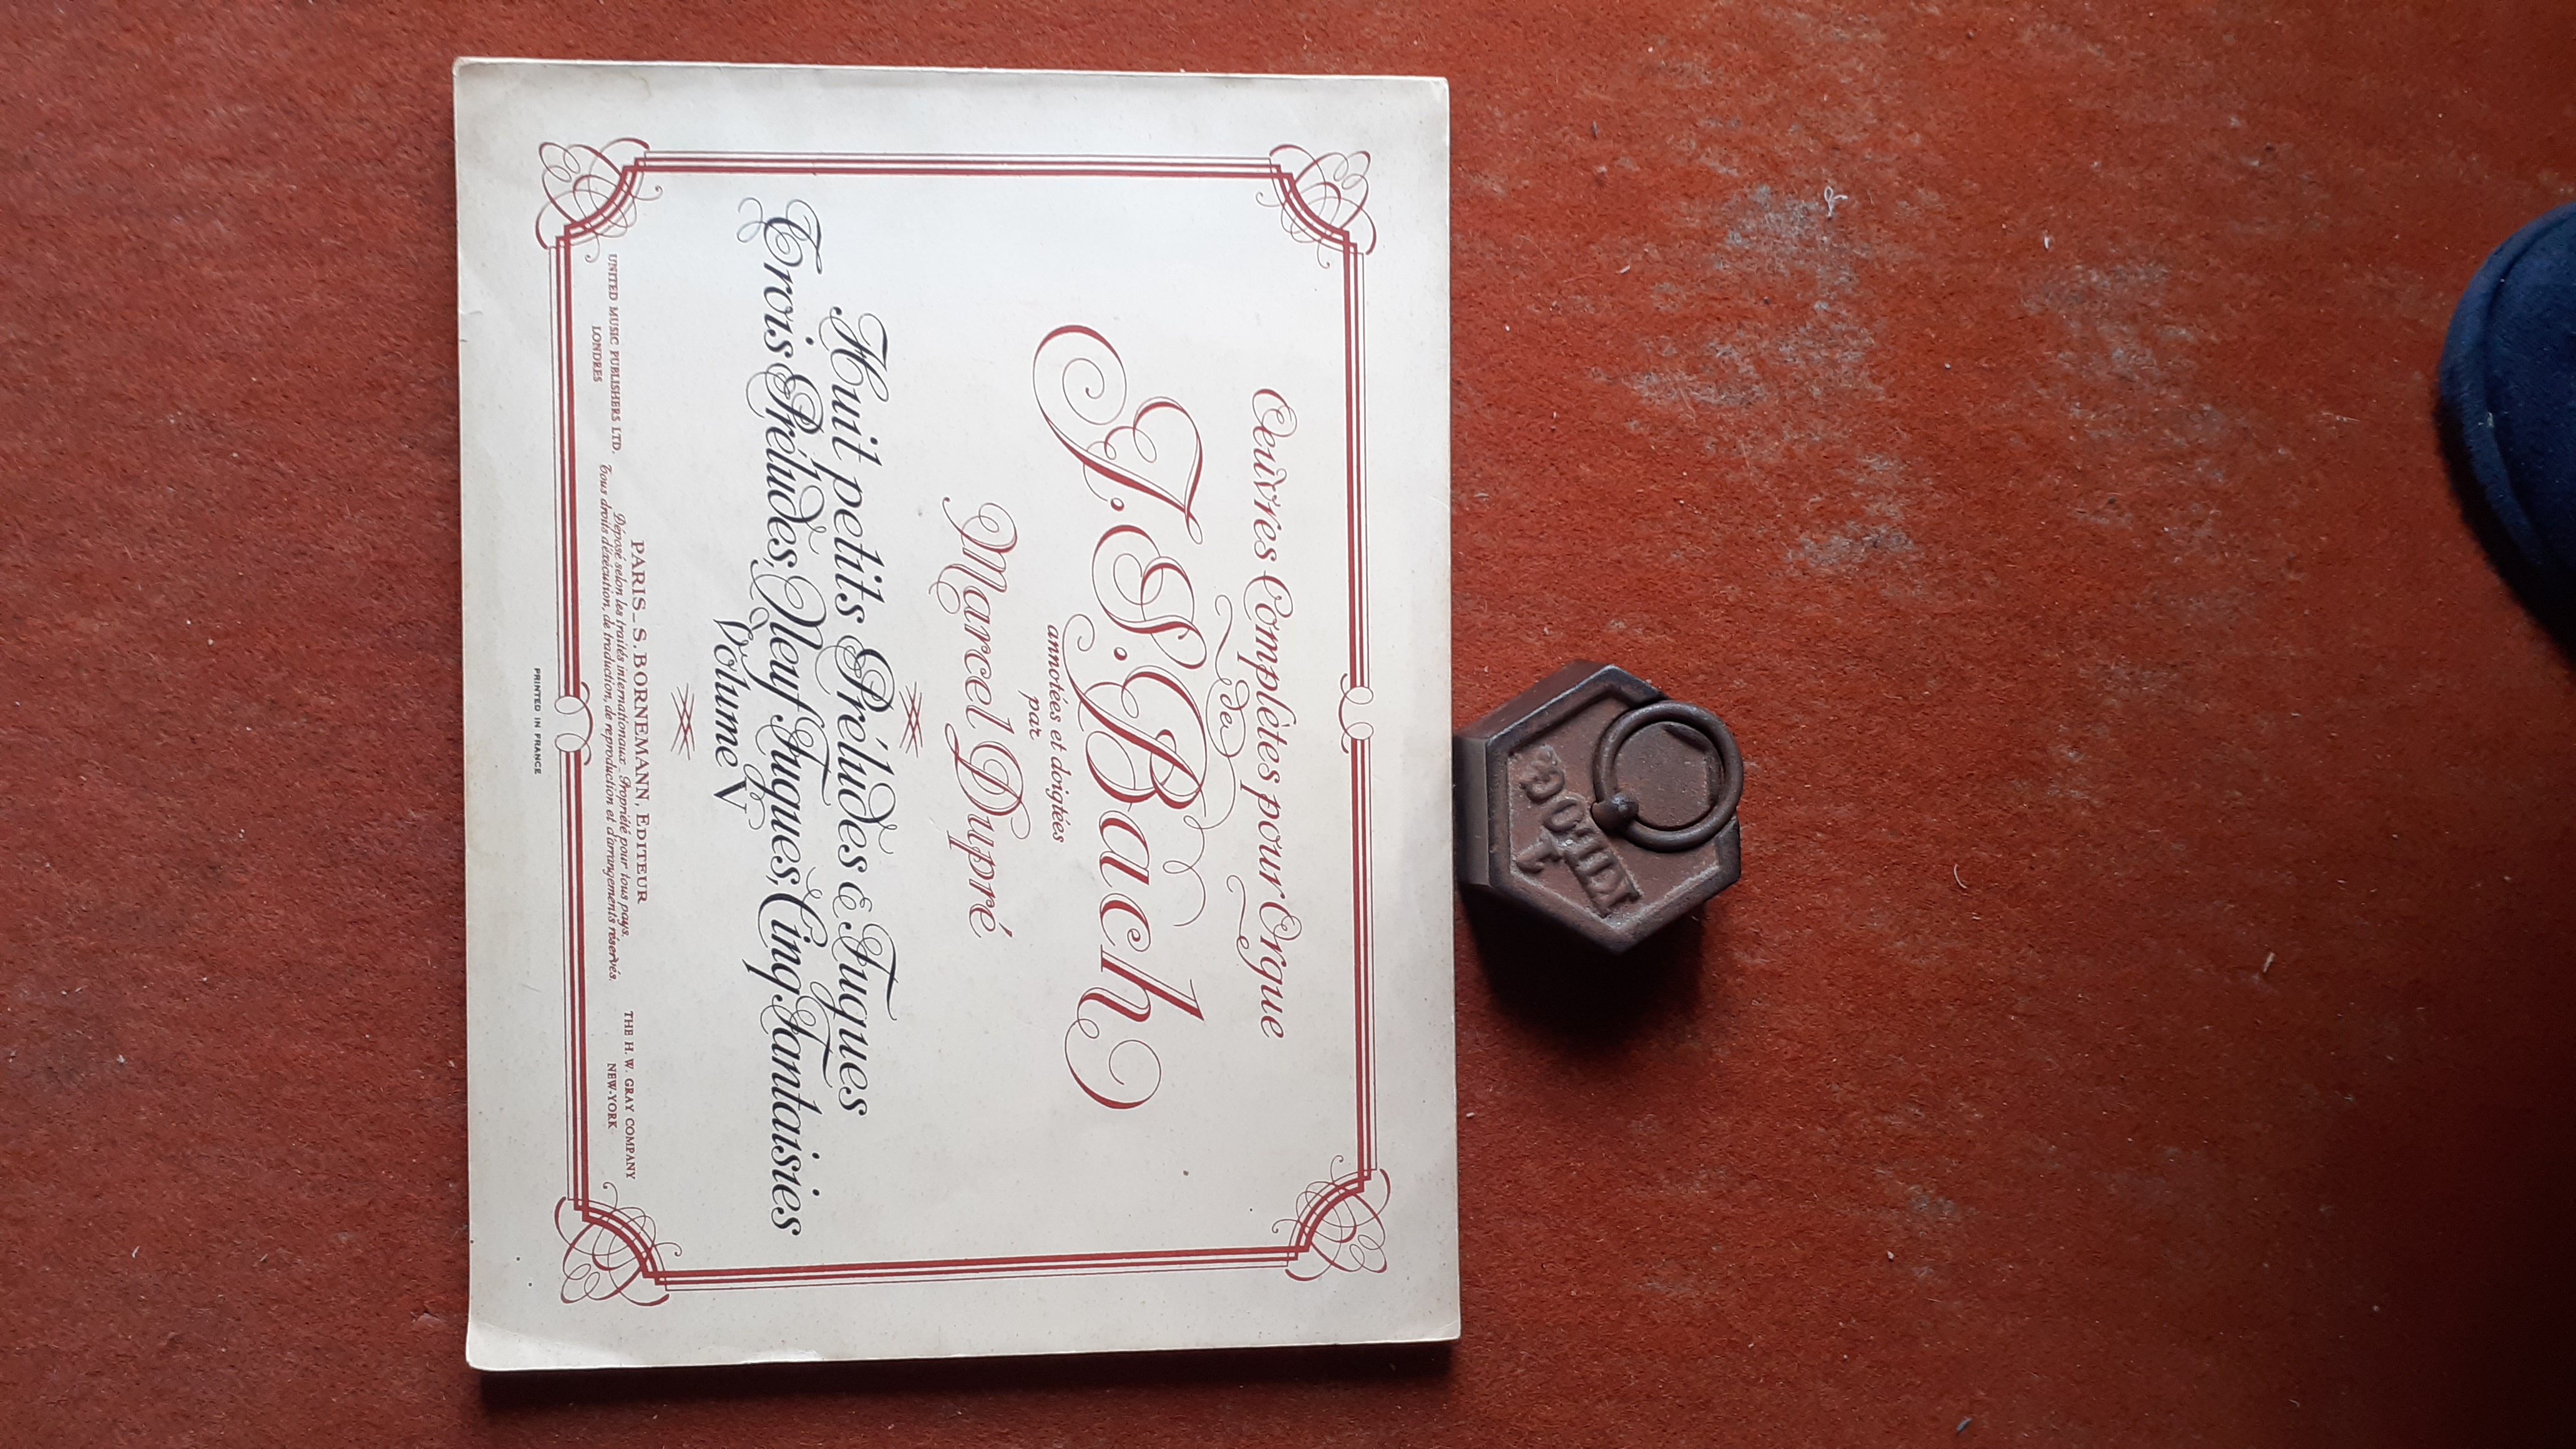 Oeuvres Complètes pour Orgue
de
J. S. Bach
annotées et doigtées
par
Marcel Dupré
Huit petits Préludes & Fugues
Trois Préludes, Neuf Fugues, Cinq Fantaisies
Volume V
PARIS _ S. BORNEMANN, EDITEUR
UNITED MUSIC PUBLISHERS LTD.
LONDRES
Déposé selon les traités internationaux _ Propriété pour tous pays.
Tous droits d'éxécution, de traduction, de reproduction et d'arrangements réservés.
THE H. W. GRAY COMPANY
NEW-YORK
PRINTED IN FRANCE
1
KILOG.